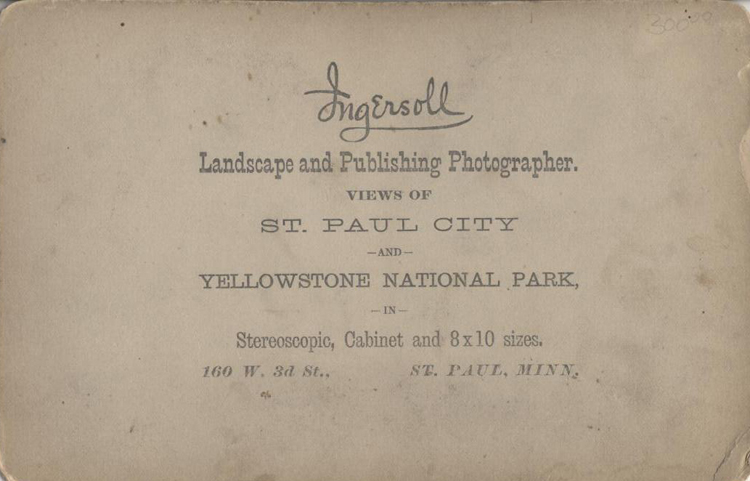 Ingersoll
Landscape and Publishing Photographer.
VIEWS OF
ST. PAUL CITY
—AND—
YELLOWSTONE NATIONAL PARK,
—IN—
Stereoscopic, Cabinet and 8x10 sizes.
160 W. 3d St., ST. PAUL, MINN.